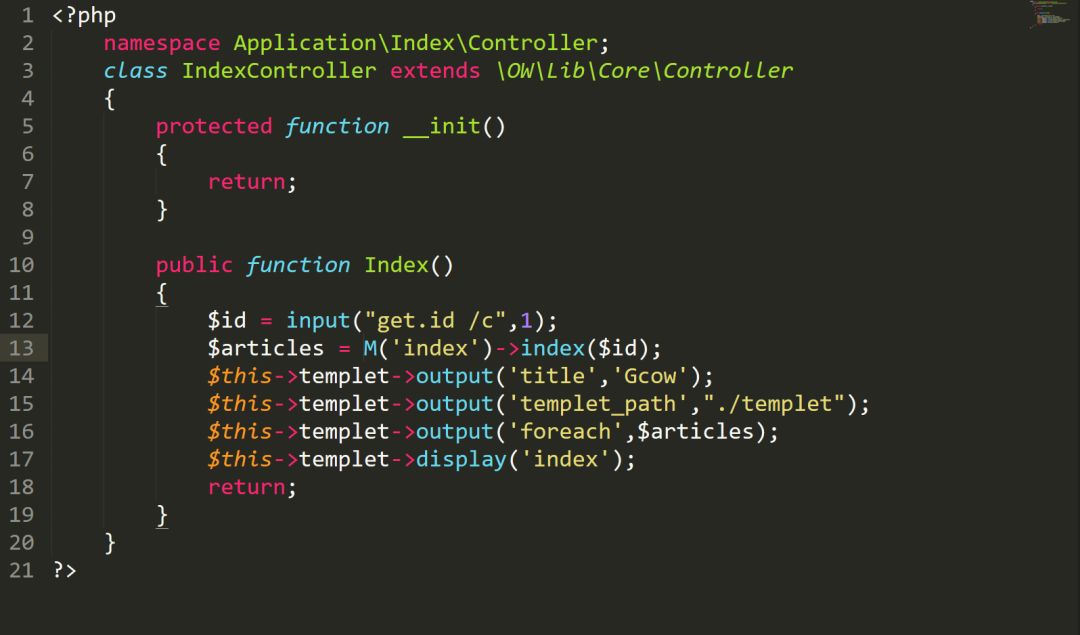 1 <?php
2 namespace Application\Index\Controller;
3 class IndexController extends \OW\Lib\Core\Controller
4 {
5 protected function __init()
6 {
7 return;
8 }
9
10 public function Index()
11 {
12 $id = input("get.id /c",1);
13 $articles = M('index')->index($id);
14 $this->templet->output('title','Gcow');
15 $this->templet->output('templet_path',"./templet");
16 $this->templet->output('foreach',$articles);
17 $this->templet->display('index');
18 return;
19 }
20 }
21 ?>